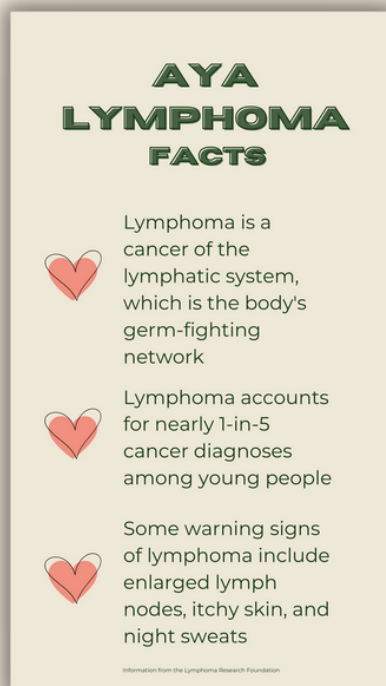 AYA
LYMPHOMA
FACTS
Lymphoma is a
cancer of the
lymphatic system,
which is the body's
germ-fighting
network
Lymphoma accounts
for nearly 1-in-5
cancer diagnoses
among young people
Some warning signs
of lymphoma include
enlarged lymph
nodes, itchy skin, and
night sweats
Information from the Lymphoma Research Foundation